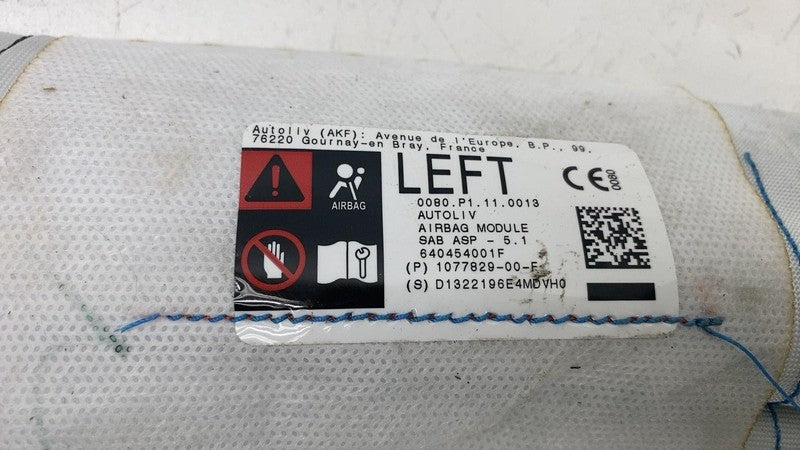 Autoliv (AKF): Avenue de l'Europe, B.P., 99,
76220 Gournay-en Bray, France
AIRBAG
LEFT
CE 0080
0080.P1.11.0013
AUTOLIV
AIRBAG MODULE
SAB ASP - 5.1
640454001F
(P) 1077829-00-F
(S) D1322196E4MDVH0